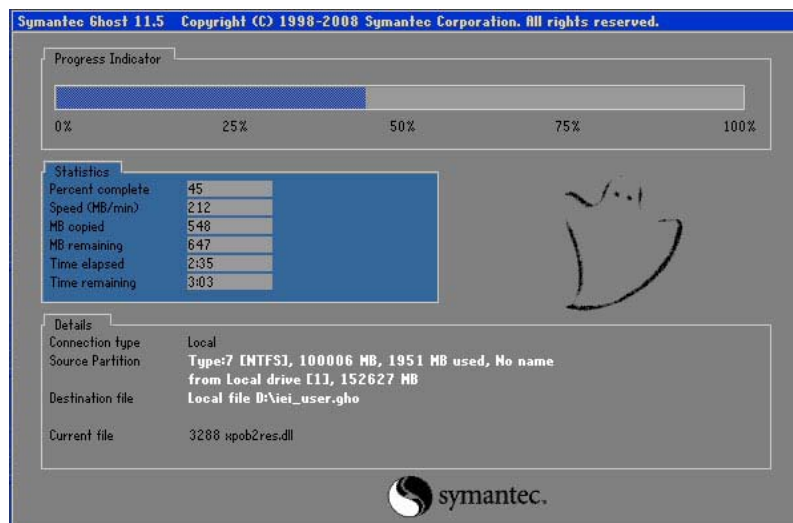 Symantec Ghost 11.5 Copyright (C) 1998-2008 Symantec Corporation. All rights reserved.
Progress Indicator
0% 25% 50% 75% 100%
Statistics
Percent complete 45
Speed (MB/min) 212
MB copied 548
MB remaining 647
Time elapsed 2:35
Time remaining 3:03
Details
Connection type Local
Source Partition Type:7 [NTFS], 100006 MB, 1951 MB used, No name
from Local drive [1], 152627 MB
Destination file Local file D:\iei_user.gho
Current file 3288 xpob2res.dll
symantec.